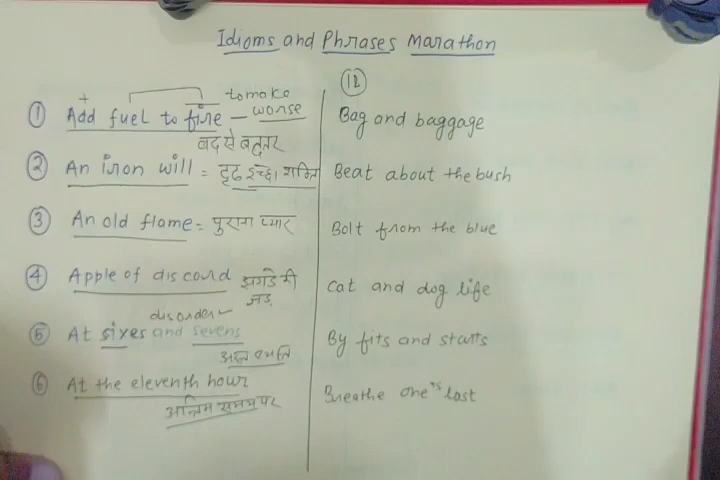 Idioms and Phrases Marathon
12
① Add fuel to fire – to make worse
बद से बदतर
② An iron will = दृढ इच्छा शक्ति
③ An old flame = पुराना प्यार
④ Apple of discord झगडे की
जड़
disorder
⑤ At sixes and sevens
⑥ At the eleventh hour
अन्तिम समय पर
Bag and baggage
Beat about the bush
Bolt from the blue
Cat and dog life
By fits and starts
Breathe one's last